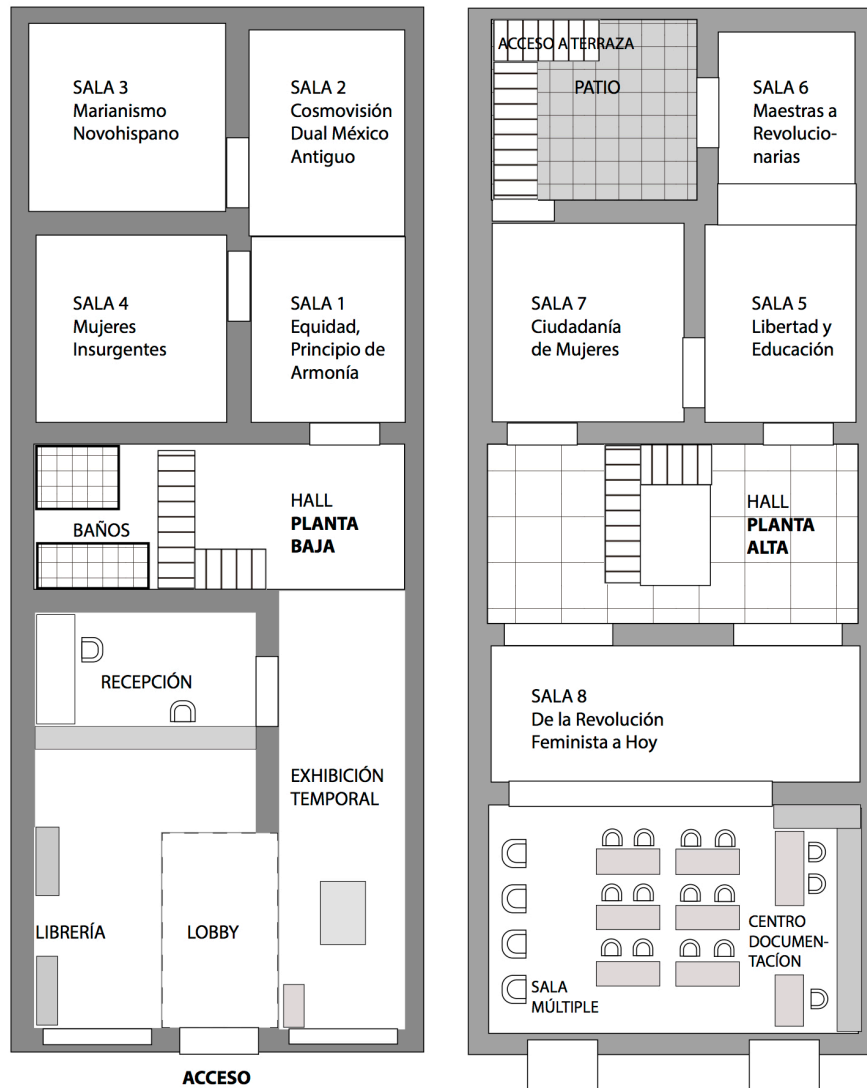 SALA 3
Marianismo
Novohispano
SALA 2
Cosmovisión
Dual México
Antiguo
SALA 4
Mujeres
Insurgentes
SALA 1
Equidad,
Principio de
Armonía
BAÑOS
HALL
PLANTA
BAJA
RECEPCIÓN
EXHIBICIÓN
TEMPORAL
LIBRERÍA
LOBBY
ACCESO
ACCESO A TERRAZA
PATIO
SALA 6
Maestras a
Revolucio-
narias
SALA 7
Ciudadanía
de Mujeres
SALA 5
Libertad y
Educación
HALL
PLANTA
ALTA
SALA 8
De la Revolución
Feminista a Hoy
CENTRO
DOCUMEN-
TACÍON
SALA
MÚLTIPLE